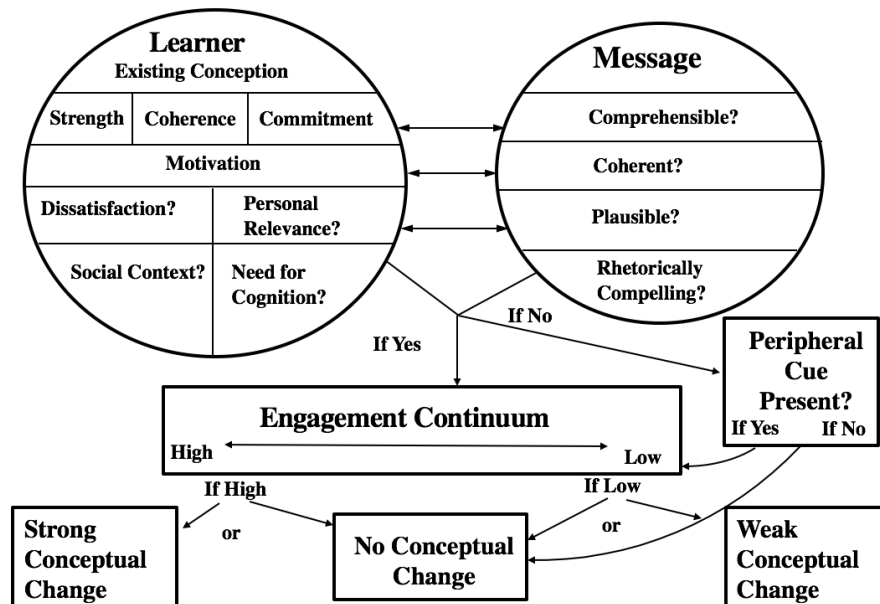 Learner
Existing Conception
Strength
Coherence
Commitment
Motivation
Dissatisfaction?
Personal
Relevance?
Social Context?
Need for
Cognition?
Message
Comprehensible?
Coherent?
Plausible?
Rhetorically
Compelling?
If Yes
If No
Peripheral
Cue
Present?
If Yes
If No
Engagement Continuum
High
Low
If High
or
If Low
or
Strong
Conceptual
Change
No Conceptual
Change
Weak
Conceptual
Change